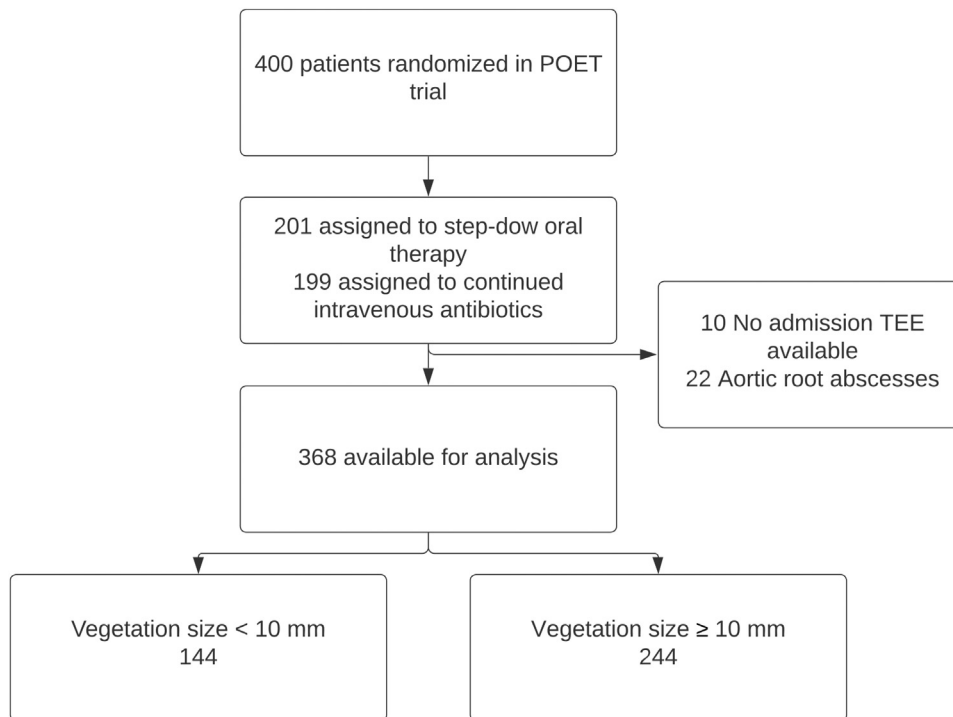 400 patients randomized in POET
trial
201 assigned to step-dow oral
therapy
199 assigned to continued
intravenous antibiotics
10 No admission TEE
available
22 Aortic root abscesses
368 available for analysis
Vegetation size < 10 mm
144
Vegetation size ≥ 10 mm
244